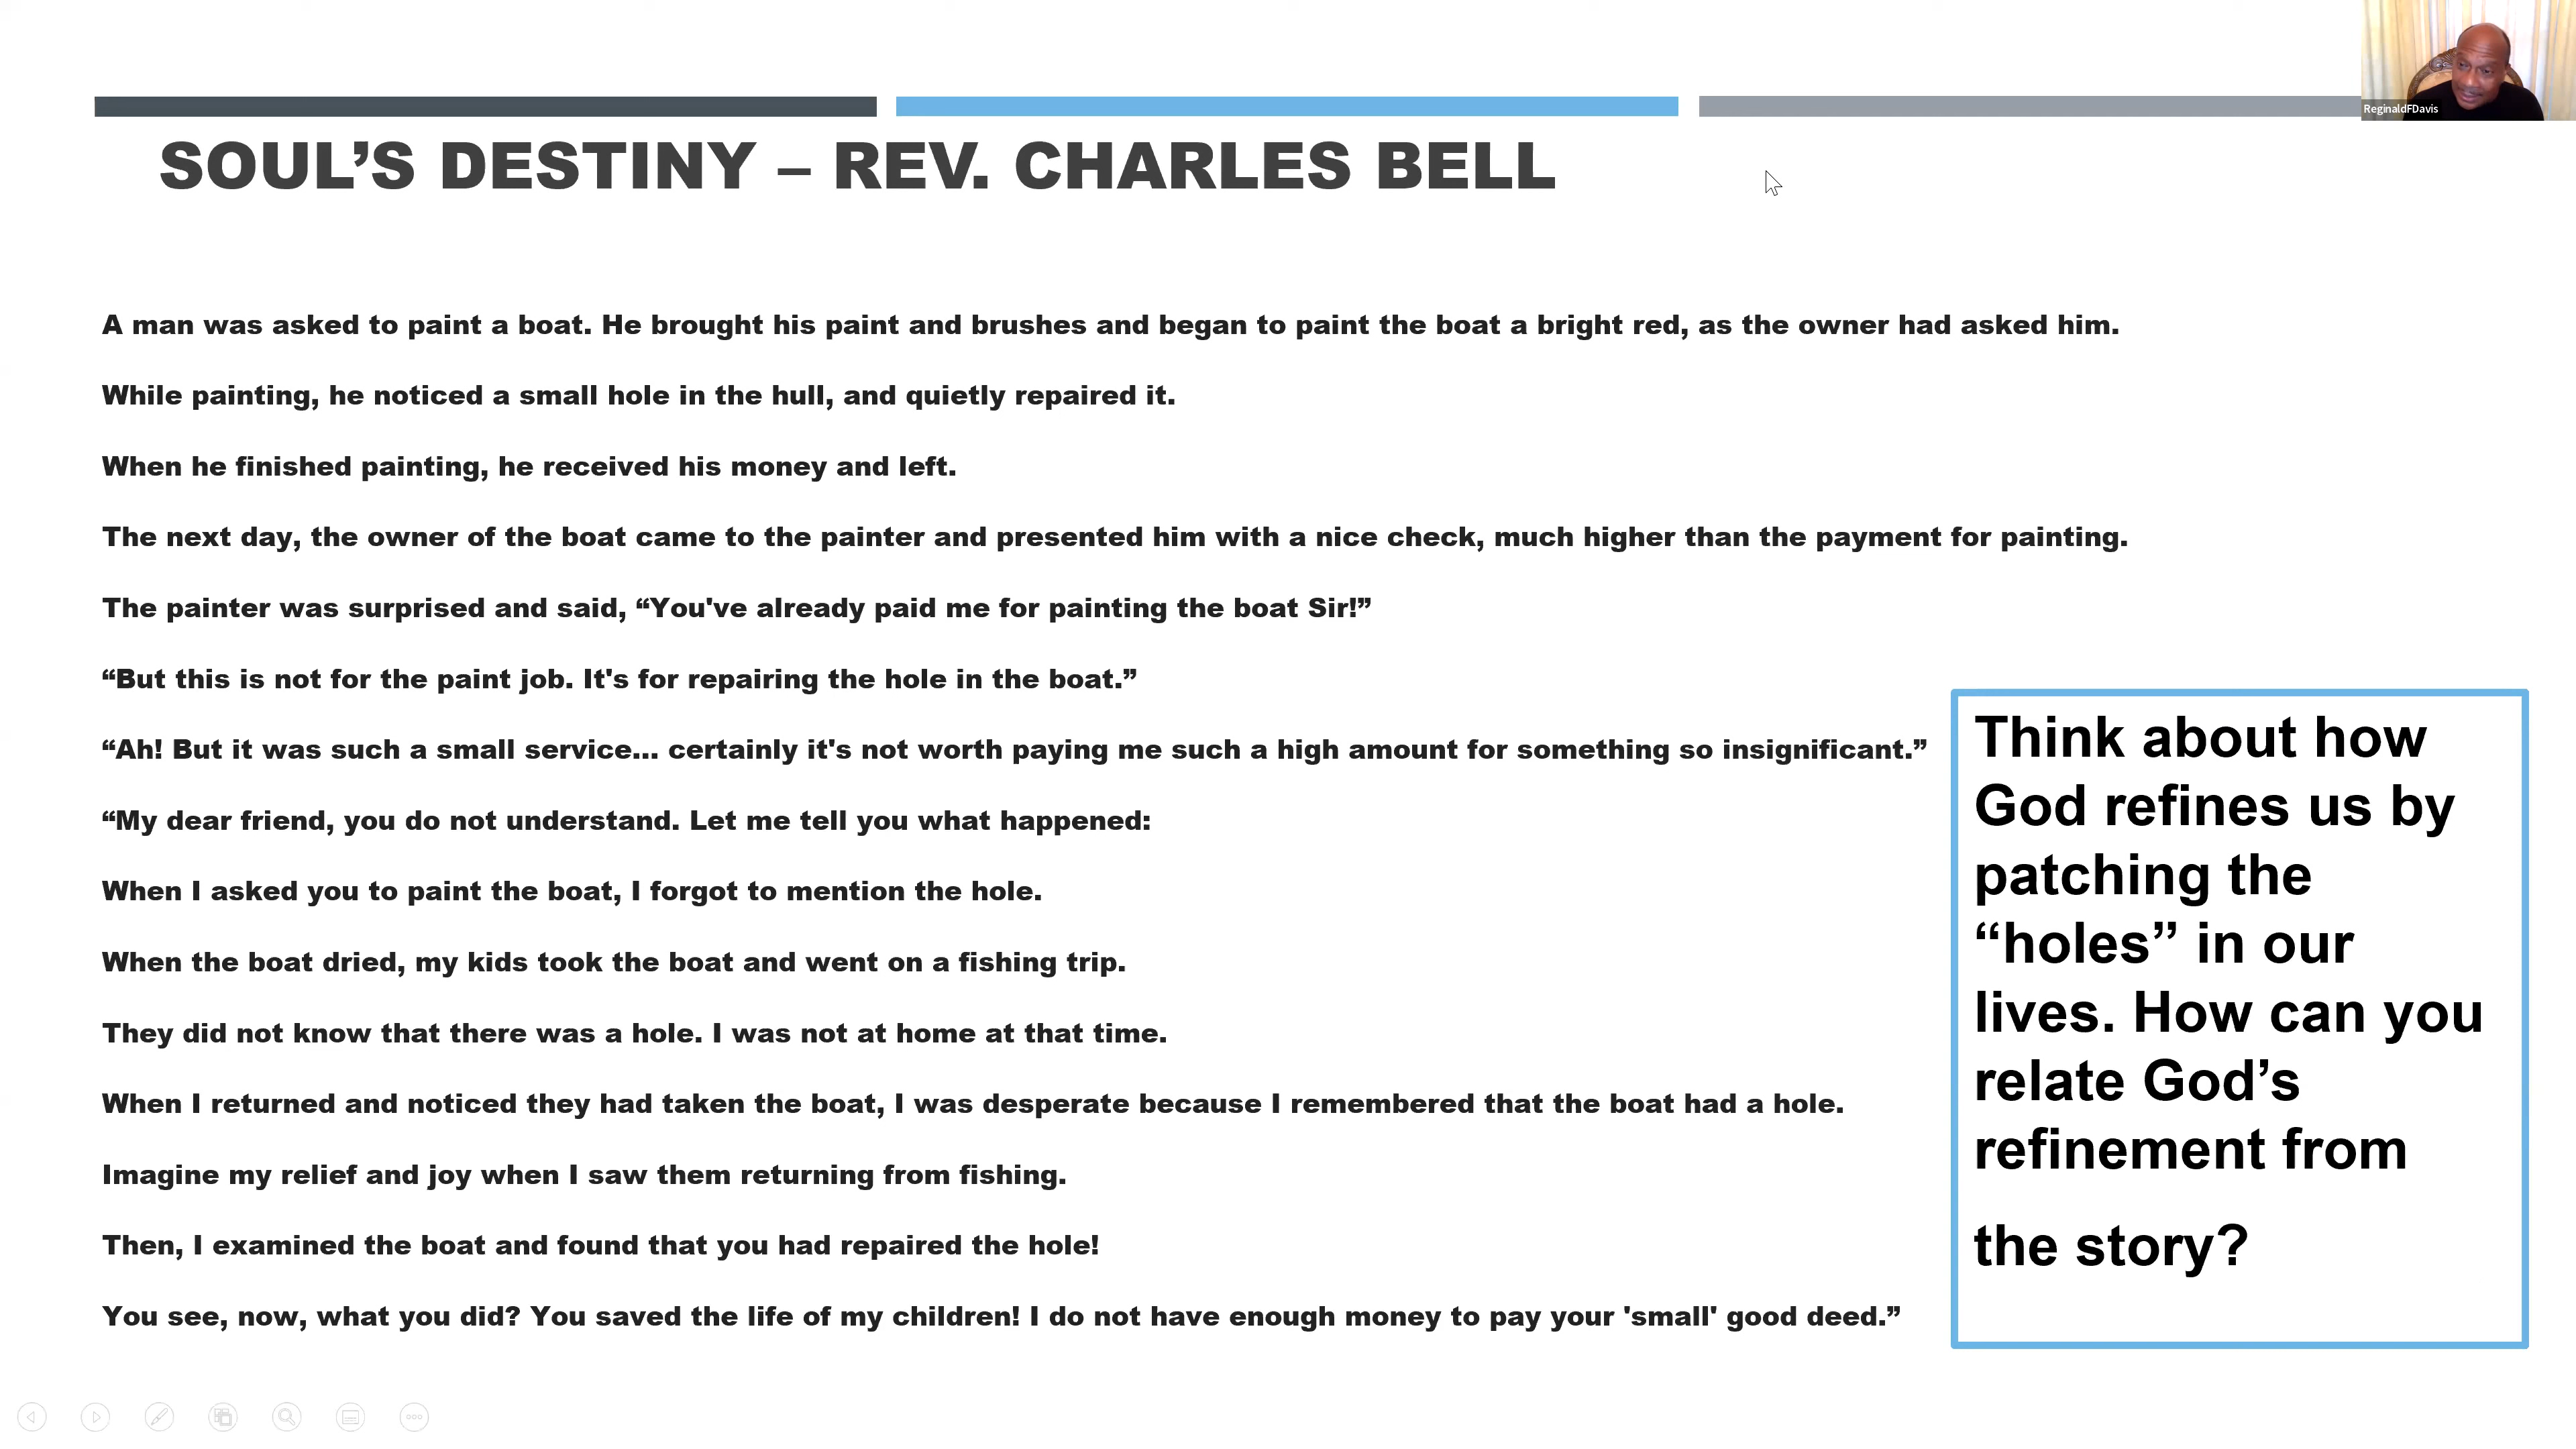 ReginaldFDavis
SOUL’S DESTINY – REV. CHARLES BELL
A man was asked to paint a boat. He brought his paint and brushes and began to paint the boat a bright red, as the owner had asked him.
While painting, he noticed a small hole in the hull, and quietly repaired it.
When he finished painting, he received his money and left.
The next day, the owner of the boat came to the painter and presented him with a nice check, much higher than the payment for painting.
The painter was surprised and said, “You've already paid me for painting the boat Sir!”
“But this is not for the paint job. It's for repairing the hole in the boat.”
“Ah! But it was such a small service... certainly it's not worth paying me such a high amount for something so insignificant.”
“My dear friend, you do not understand. Let me tell you what happened:
When I asked you to paint the boat, I forgot to mention the hole.
When the boat dried, my kids took the boat and went on a fishing trip.
They did not know that there was a hole. I was not at home at that time.
When I returned and noticed they had taken the boat, I was desperate because I remembered that the boat had a hole.
Imagine my relief and joy when I saw them returning from fishing.
Then, I examined the boat and found that you had repaired the hole!
You see, now, what you did? You saved the life of my children! I do not have enough money to pay your 'small' good deed.”
Think about how
God refines us by
patching the
“holes” in our
lives. How can you
relate God’s
refinement from
the story?